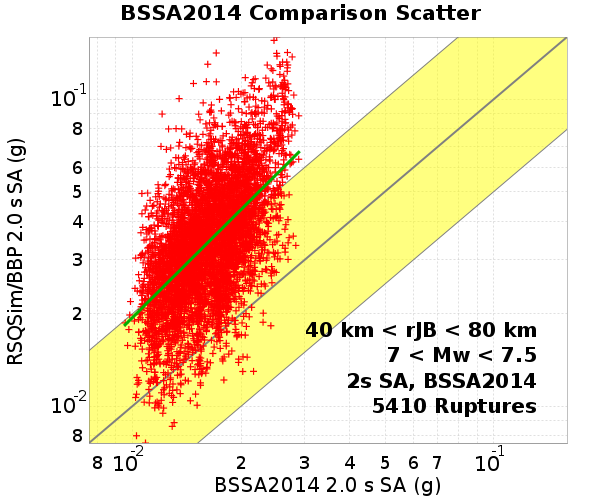 BSSA2014 Comparison Scatter
RSQSim/BBP 2.0 s SA (g)
10-1
8
6
5
4
3
2
10-2
8
40 km < rJB < 80 km
7 < Mw < 7.5
2s SA, BSSA2014
5410 Ruptures
8 10-2 2 3 4 5 6 7 10-1
BSSA2014 2.0 s SA (g)